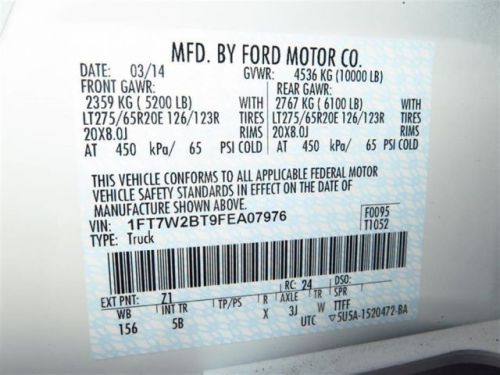 MFD. BY FORD MOTOR CO.
DATE: 03/14 GVWR: 4536 KG (10000 LB)
FRONT GAWR: REAR GAWR:
2359 KG ( 5200 LB) WITH 2767 KG ( 6100 LB) WITH
LT275/65R20E 126/123R TIRES LT275/65R20E 126/123R TIRES
20X8.0J RIMS 20X8.0J RIMS
AT 450 kPa/ 65 PSI COLD AT 450 kPa/ 65 PSI COLD
THIS VEHICLE CONFORMS TO ALL APPLICABLE FEDERAL MOTOR
VEHICLE SAFETY STANDARDS IN EFFECT ON THE DATE OF
MANUFACTURE SHOWN ABOVE.
VIN: 1FT7W2BT9FEA07976 F0095
TYPE: Truck T1052
EXT PNT: Z1 RC: 24 DSO:
WB INT TR TP/PS R AXLE TR SPR
156 5B X 3J W TTFF
UTC 5U5A-1520472-BA